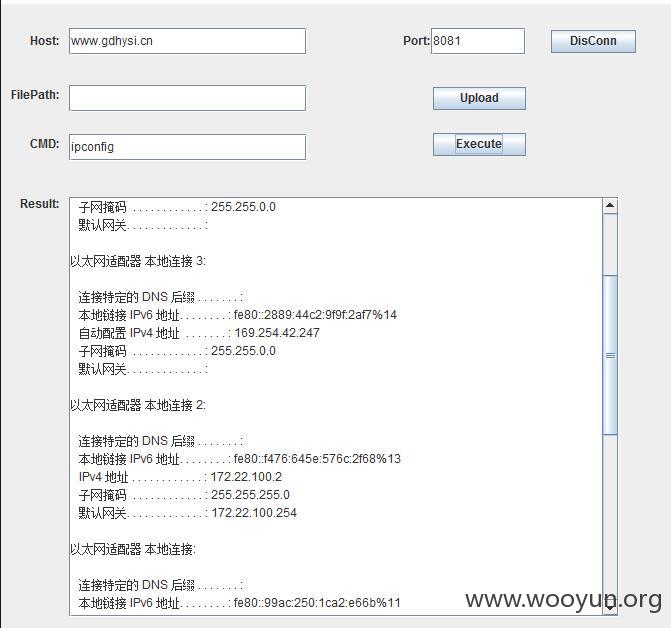 Host: www.gdhysi.cn Port: 8081 DisConn
FilePath: Upload
CMD: ipconfig Execute
Result:
子网掩码 . . . . . . . . . . . . : 255.255.0.0
默认网关. . . . . . . . . . . . . :
以太网适配器 本地连接 3:
连接特定的 DNS 后缀 . . . . . . . :
本地链接 IPv6 地址. . . . . . . . : fe80::2889:44c2:9f9f:2af7%14
自动配置 IPv4 地址 . . . . . . . : 169.254.42.247
子网掩码 . . . . . . . . . . . . : 255.255.0.0
默认网关. . . . . . . . . . . . . :
以太网适配器 本地连接 2:
连接特定的 DNS 后缀 . . . . . . . :
本地链接 IPv6 地址. . . . . . . . : fe80::f476:645e:576c:2f68%13
IPv4 地址 . . . . . . . . . . . . : 172.22.100.2
子网掩码 . . . . . . . . . . . . : 255.255.255.0
默认网关. . . . . . . . . . . . . : 172.22.100.254
以太网适配器 本地连接:
连接特定的 DNS 后缀 . . . . . . . :
本地链接 IPv6 地址. . . . . . . . : fe80::99ac:250:1ca2:e66b%11
www.wooyun.org